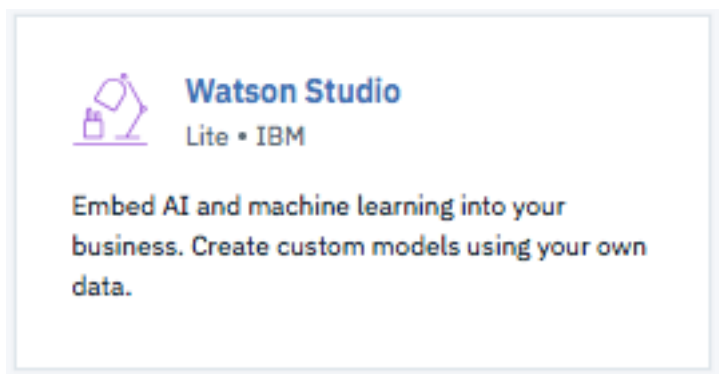 Watson Studio
Lite • IBM
Embed AI and machine learning into your
business. Create custom models using your own
data.